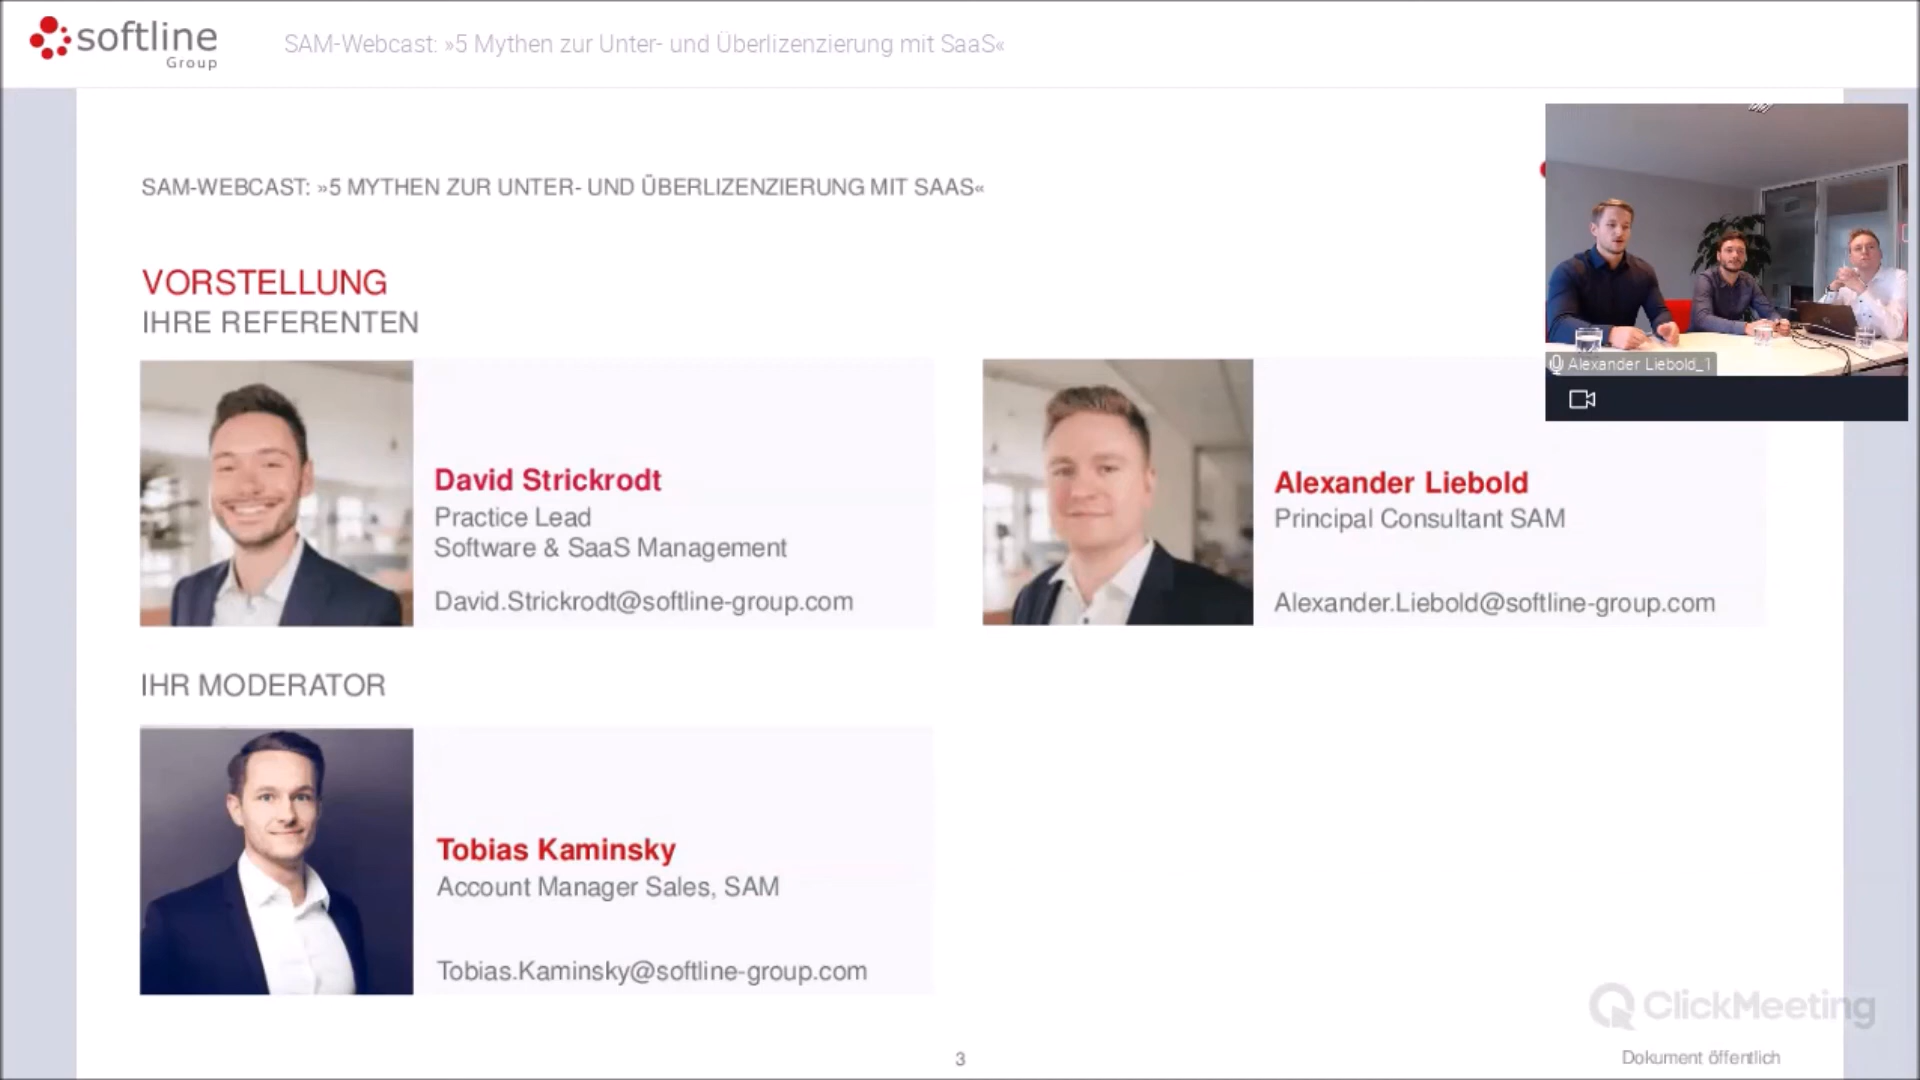 softline
Group
SAM-Webcast: »5 Mythen zur Unter- und Überlizenzierung mit SaaS«
SAM-WEBCAST: »5 MYTHEN ZUR UNTER- UND ÜBERLIZENZIERUNG MIT SAAS«
VORSTELLUNG
IHRE REFERENTEN
Alexander Liebold_1
David Strickrodt
Practice Lead
Software & SaaS Management
David.Strickrodt@softline-group.com
Alexander Liebold
Principal Consultant SAM
Alexander.Liebold@softline-group.com
IHR MODERATOR
Tobias Kaminsky
Account Manager Sales, SAM
Tobias.Kaminsky@softline-group.com
ClickMeeting
3
Dokument öffentlich